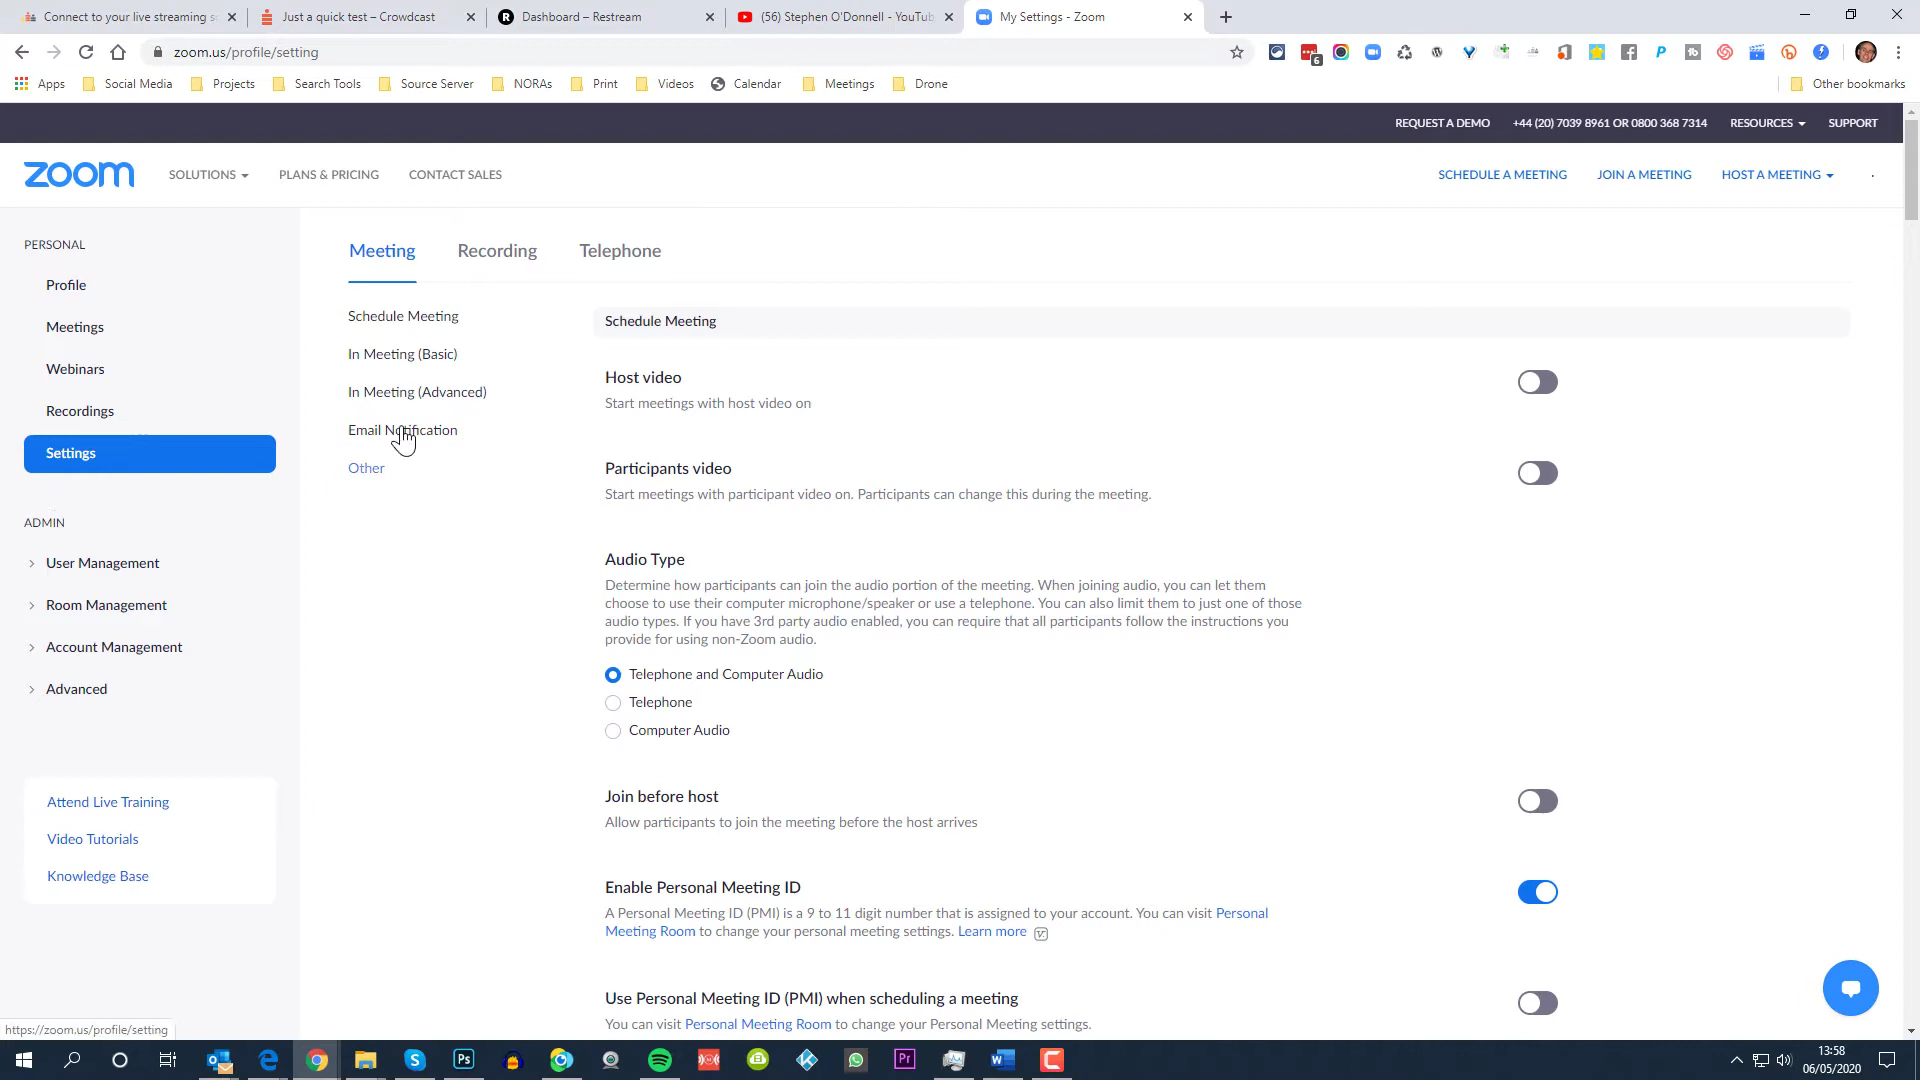 Connect to your live streaming s
Just a quick test – Crowdcast
Dashboard – Restream
(56) Stephen O'Donnell - YouTub
My Settings - Zoom
zoom.us/profile/setting
Apps
Social Media
Projects
Search Tools
Source Server
NORAs
Print
Videos
Calendar
Meetings
Drone
Other bookmarks
REQUEST A DEMO
+44 (20) 7039 8961 OR 0800 368 7314
RESOURCES
SUPPORT
zoom
SOLUTIONS
PLANS & PRICING
CONTACT SALES
SCHEDULE A MEETING
JOIN A MEETING
HOST A MEETING
PERSONAL
Profile
Meetings
Webinars
Recordings
Settings
ADMIN
User Management
Room Management
Account Management
Advanced
Attend Live Training
Video Tutorials
Knowledge Base
Meeting
Recording
Telephone
Schedule Meeting
In Meeting (Basic)
In Meeting (Advanced)
Email Notification
Other
Schedule Meeting
Host video
Start meetings with host video on
Participants video
Start meetings with participant video on. Participants can change this during the meeting.
Audio Type
Determine how participants can join the audio portion of the meeting. When joining audio, you can let them
choose to use their computer microphone/speaker or use a telephone. You can also limit them to just one of those
audio types. If you have 3rd party audio enabled, you can require that all participants follow the instructions you
provide for using non-Zoom audio.
Telephone and Computer Audio
Telephone
Computer Audio
Join before host
Allow participants to join the meeting before the host arrives
Enable Personal Meeting ID
A Personal Meeting ID (PMI) is a 9 to 11 digit number that is assigned to your account. You can visit Personal
Meeting Room to change your personal meeting settings. Learn more
Use Personal Meeting ID (PMI) when scheduling a meeting
You can visit Personal Meeting Room to change your Personal Meeting settings.
https://zoom.us/profile/setting
13:58
06/05/2020